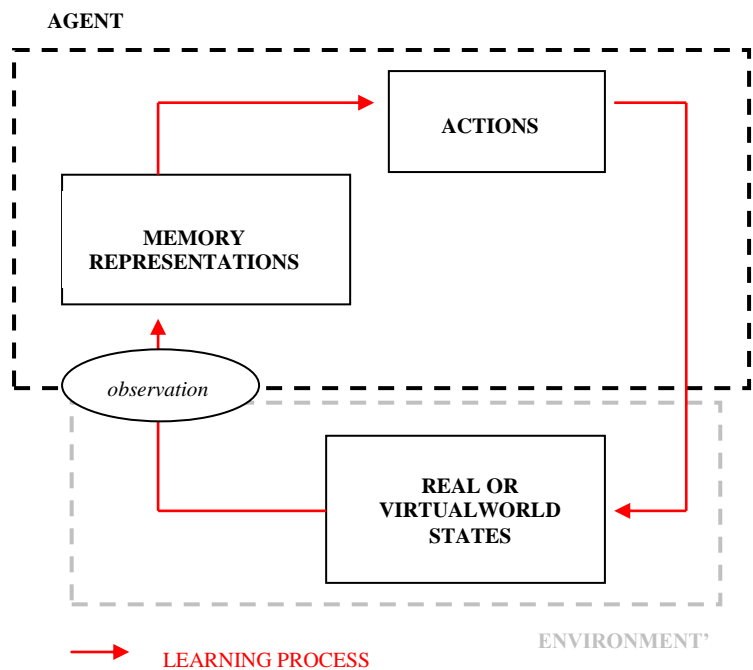 AGENT
ACTIONS
MEMORY
REPRESENTATIONS
observation
REAL OR
VIRTUALWORLD
STATES
ENVIRONMENT’
LEARNING PROCESS